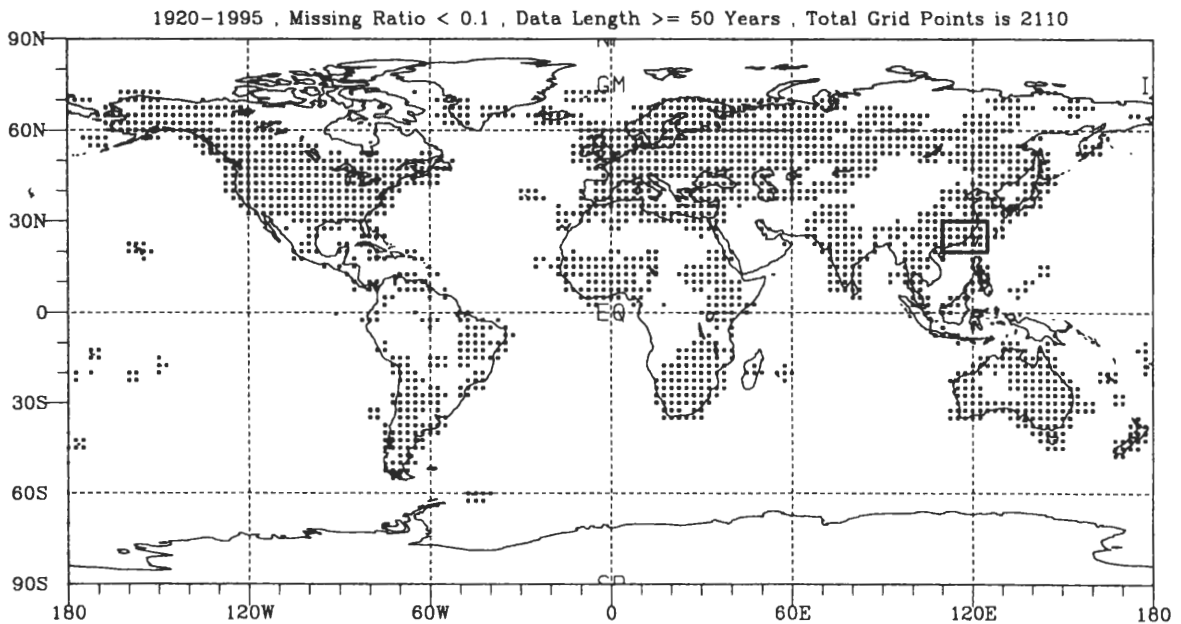 1920-1995 , Missing Ratio < 0.1 , Data Length >= 50 Years , Total Grid Points is 2110
90N
GM
I
60N
30N
0
EQ
30S
60S
90S
180 120W 60W 0 60E 120E 180